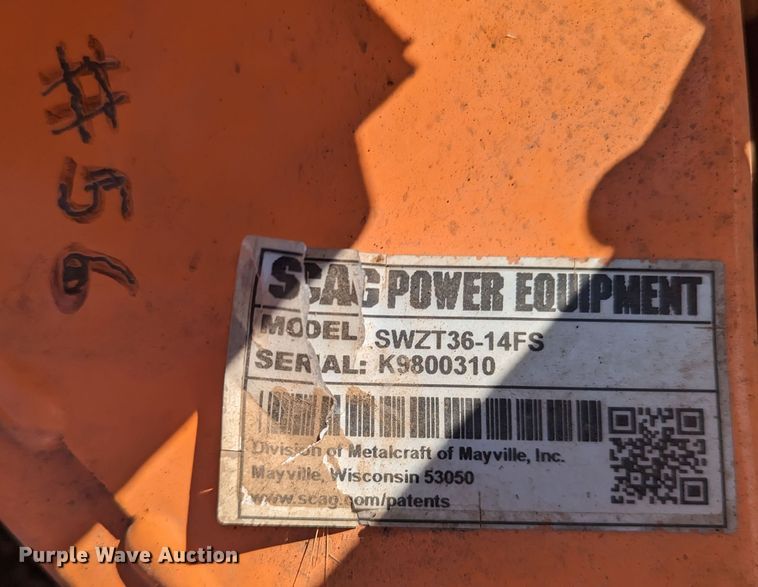 #56
SCAG POWER EQUIPMENT
MODEL SWZT36-14FS
SERIAL: K9800310
Division of Metalcraft of Mayville, Inc.
Mayville, Wisconsin 53050
www.scag.com/patents
Purple Wave Auction